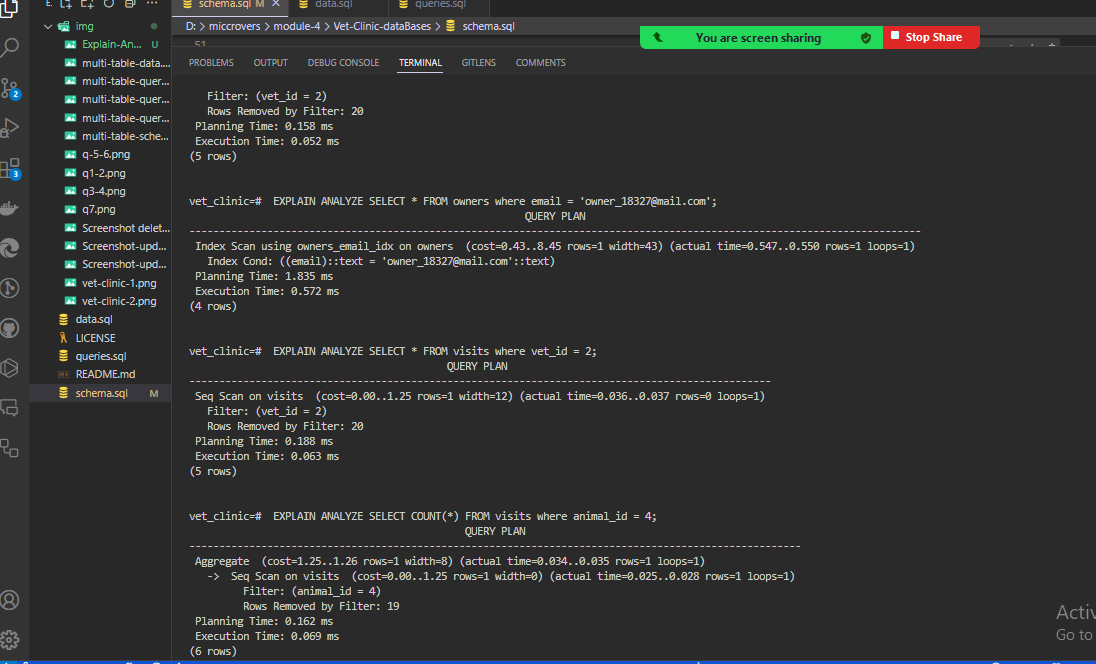 schema.sql M
data.sql
queries.sql
D: > miccrovers > module-4 > Vet-Clinic-dataBases > schema.sql
51
You are screen sharing
Stop Share
PROBLEMS OUTPUT DEBUG CONSOLE TERMINAL GITLENS COMMENTS
img
Explain-An... U
multi-table-data....
multi-table-quer...
multi-table-quer...
multi-table-quer...
multi-table-sche...
q-5-6.png
q1-2.png
q3-4.png
q7.png
Screenshot delet...
Screenshot-upd...
Screenshot-upd...
vet-clinic-1.png
vet-clinic-2.png
data.sql
LICENSE
queries.sql
README.md
schema.sql M
2
3
Filter: (vet_id = 2)
Rows Removed by Filter: 20
Planning Time: 0.158 ms
Execution Time: 0.052 ms
(5 rows)
vet_clinic=# EXPLAIN ANALYZE SELECT * FROM owners where email = 'owner_18327@mail.com';
QUERY PLAN
Index Scan using owners_email_idx on owners (cost=0.43..8.45 rows=1 width=43) (actual time=0.547..0.550 rows=1 loops=1)
Index Cond: ((email)::text = 'owner_18327@mail.com'::text)
Planning Time: 1.835 ms
Execution Time: 0.572 ms
(4 rows)
vet_clinic=# EXPLAIN ANALYZE SELECT * FROM visits where vet_id = 2;
QUERY PLAN
Seq Scan on visits (cost=0.00..1.25 rows=1 width=12) (actual time=0.036..0.037 rows=0 loops=1)
Filter: (vet_id = 2)
Rows Removed by Filter: 20
Planning Time: 0.188 ms
Execution Time: 0.063 ms
(5 rows)
vet_clinic=# EXPLAIN ANALYZE SELECT COUNT(*) FROM visits where animal_id = 4;
QUERY PLAN
Aggregate (cost=1.25..1.26 rows=1 width=8) (actual time=0.034..0.035 rows=1 loops=1)
-> Seq Scan on visits (cost=0.00..1.25 rows=1 width=0) (actual time=0.025..0.028 rows=1 loops=1)
Filter: (animal_id = 4)
Rows Removed by Filter: 19
Planning Time: 0.162 ms
Execution Time: 0.069 ms
(6 rows)
Activ
Go to